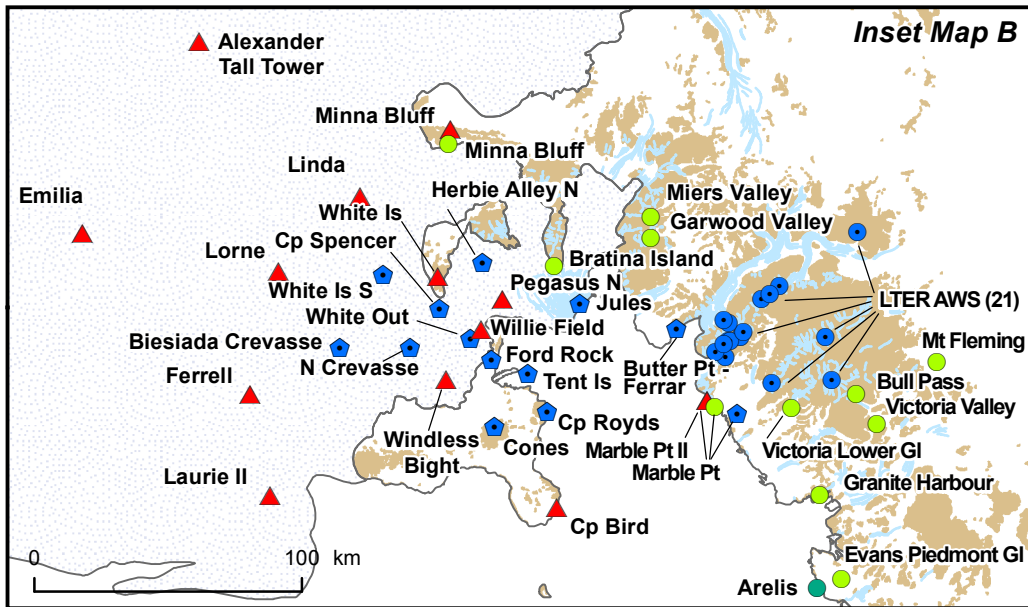 Inset Map B
Alexander
Tall Tower
Minna Bluff
Minna Bluff
Linda
Herbie Alley N
Miers Valley
Emilia
White Is
Garwood Valley
Cp Spencer
Lorne
Bratina Island
Pegasus N
White Is S
Jules
LTER AWS (21)
White Out
Willie Field
Biesiada Crevasse
Mt Fleming
N Crevasse
Ford Rock
Butter Pt -
Ferrar
Ferrell
Tent Is
Bull Pass
Victoria Valley
Cp Royds
Windless
Bight
Cones
Marble Pt II
Victoria Lower Gl
Marble Pt
Laurie II
Granite Harbour
Cp Bird
0
100 km
Evans Piedmont Gl
Arelis